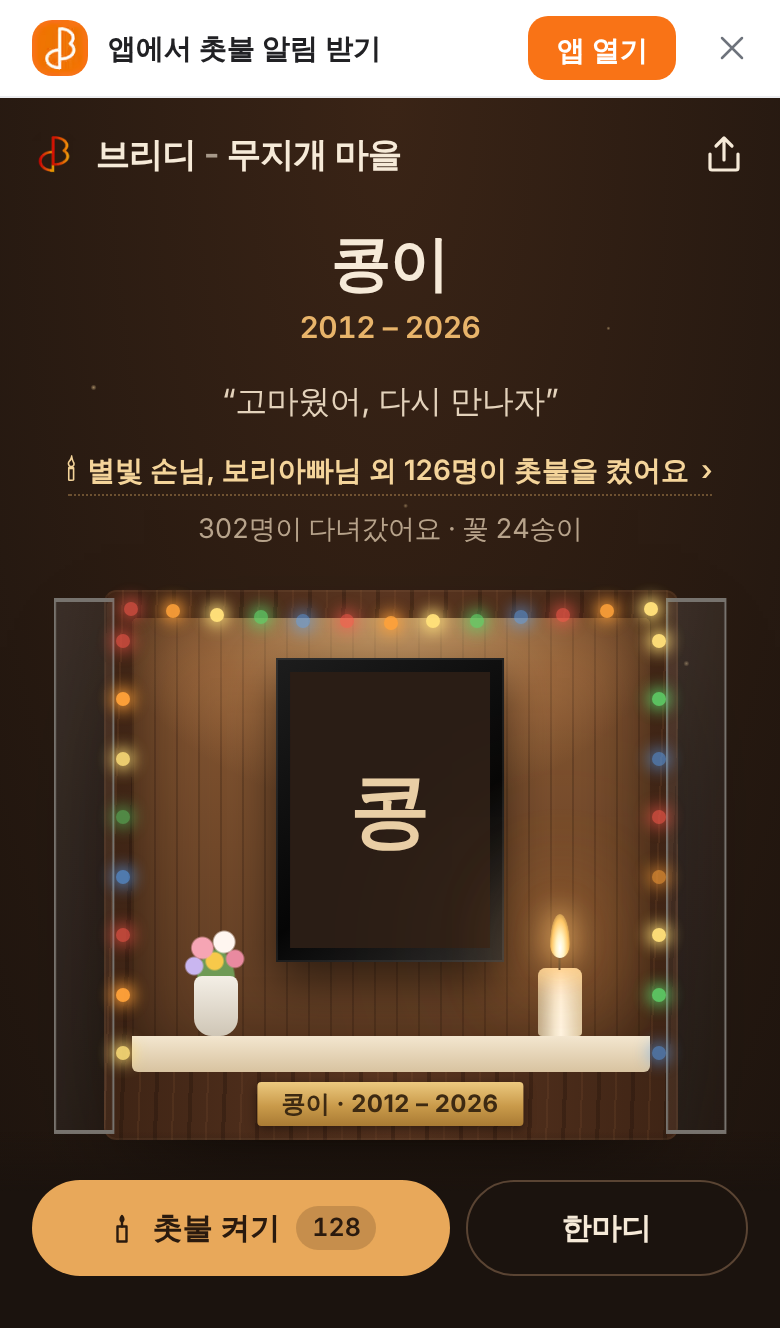 앱에서 촛불 알림 받기
앱 열기
브리디 - 무지개 마을
콩이
2012 – 2026
“고마웠어, 다시 만나자”
별빛 손님, 보리아빠님 외 126명이 촛불을 켰어요 ›
302명이 다녀갔어요 · 꽃 24송이
콩
콩이 · 2012 – 2026
촛불 켜기 128
한마디